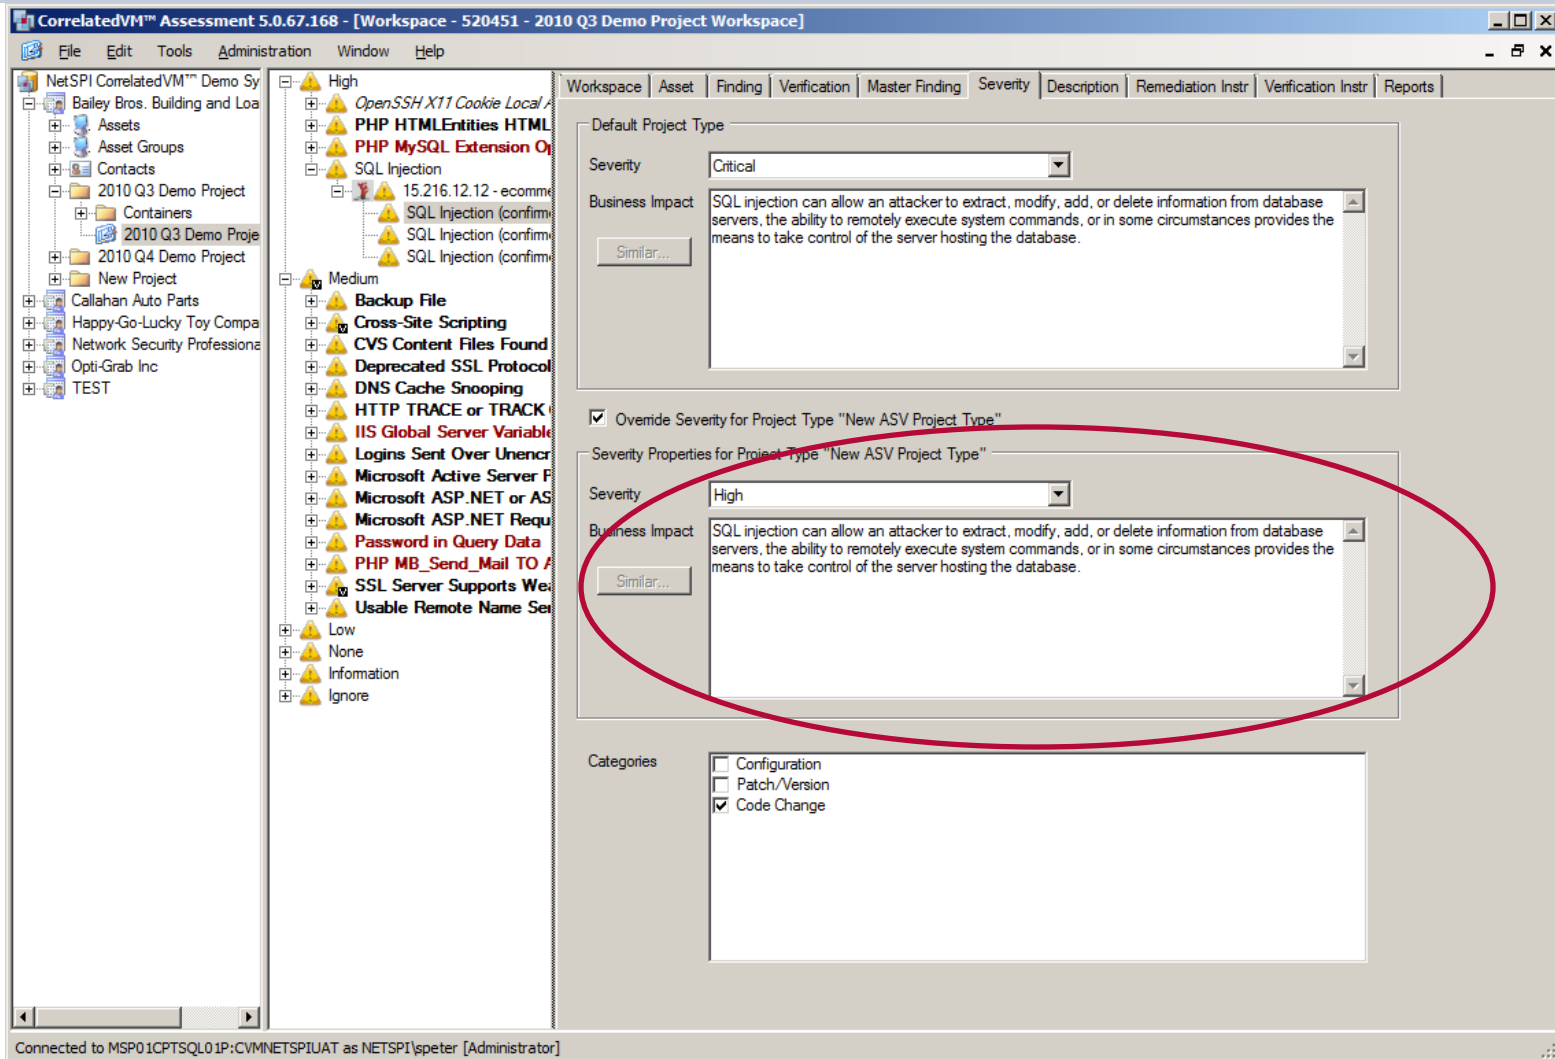 CorrelatedVM™ Assessment 5.0.67.168 - [Workspace - 520451 - 2010 Q3 Demo Project Workspace]
File Edit Tools Administration Window Help
NetSPI CorrelatedVM™ Demo Sy
Bailey Bros. Building and Loa
Assets
Asset Groups
Contacts
2010 Q3 Demo Project
Containers
2010 Q3 Demo Proje
2010 Q4 Demo Project
New Project
Callahan Auto Parts
Happy-Go-Lucky Toy Compa
Network Security Professiona
Opti-Grab Inc
TEST
High
OpenSSH X11 Cookie Local A
PHP HTMLEntities HTML
PHP MySQL Extension Op
SQL Injection
15.216.12.12 - ecomme
SQL Injection (confirme
SQL Injection (confirme
SQL Injection (confirme
Medium
Backup File
Cross-Site Scripting
CVS Content Files Found
Deprecated SSL Protocol
DNS Cache Snooping
HTTP TRACE or TRACK
IIS Global Server Variable
Logins Sent Over Unencr
Microsoft Active Server P
Microsoft ASP.NET or AS
Microsoft ASP.NET Requ
Password in Query Data
PHP MB_Send_Mail TO A
SSL Server Supports Wea
Usable Remote Name Ser
Low
None
Information
Ignore
Workspace Asset Finding Verification Master Finding Severity Description Remediation Instr Verification Instr Reports
Default Project Type
Severity Critical
Business Impact SQL injection can allow an attacker to extract, modify, add, or delete information from database
servers, the ability to remotely execute system commands, or in some circumstances provides the
means to take control of the server hosting the database.
Similar...
Override Severity for Project Type "New ASV Project Type"
Severity Properties for Project Type "New ASV Project Type"
Severity High
Business Impact SQL injection can allow an attacker to extract, modify, add, or delete information from database
servers, the ability to remotely execute system commands, or in some circumstances provides the
means to take control of the server hosting the database.
Similar...
Categories Configuration
Patch/Version
Code Change
Connected to MSP01CPTSQL01P:CVMNETSPIUAT as NETSPI\speter [Administrator]